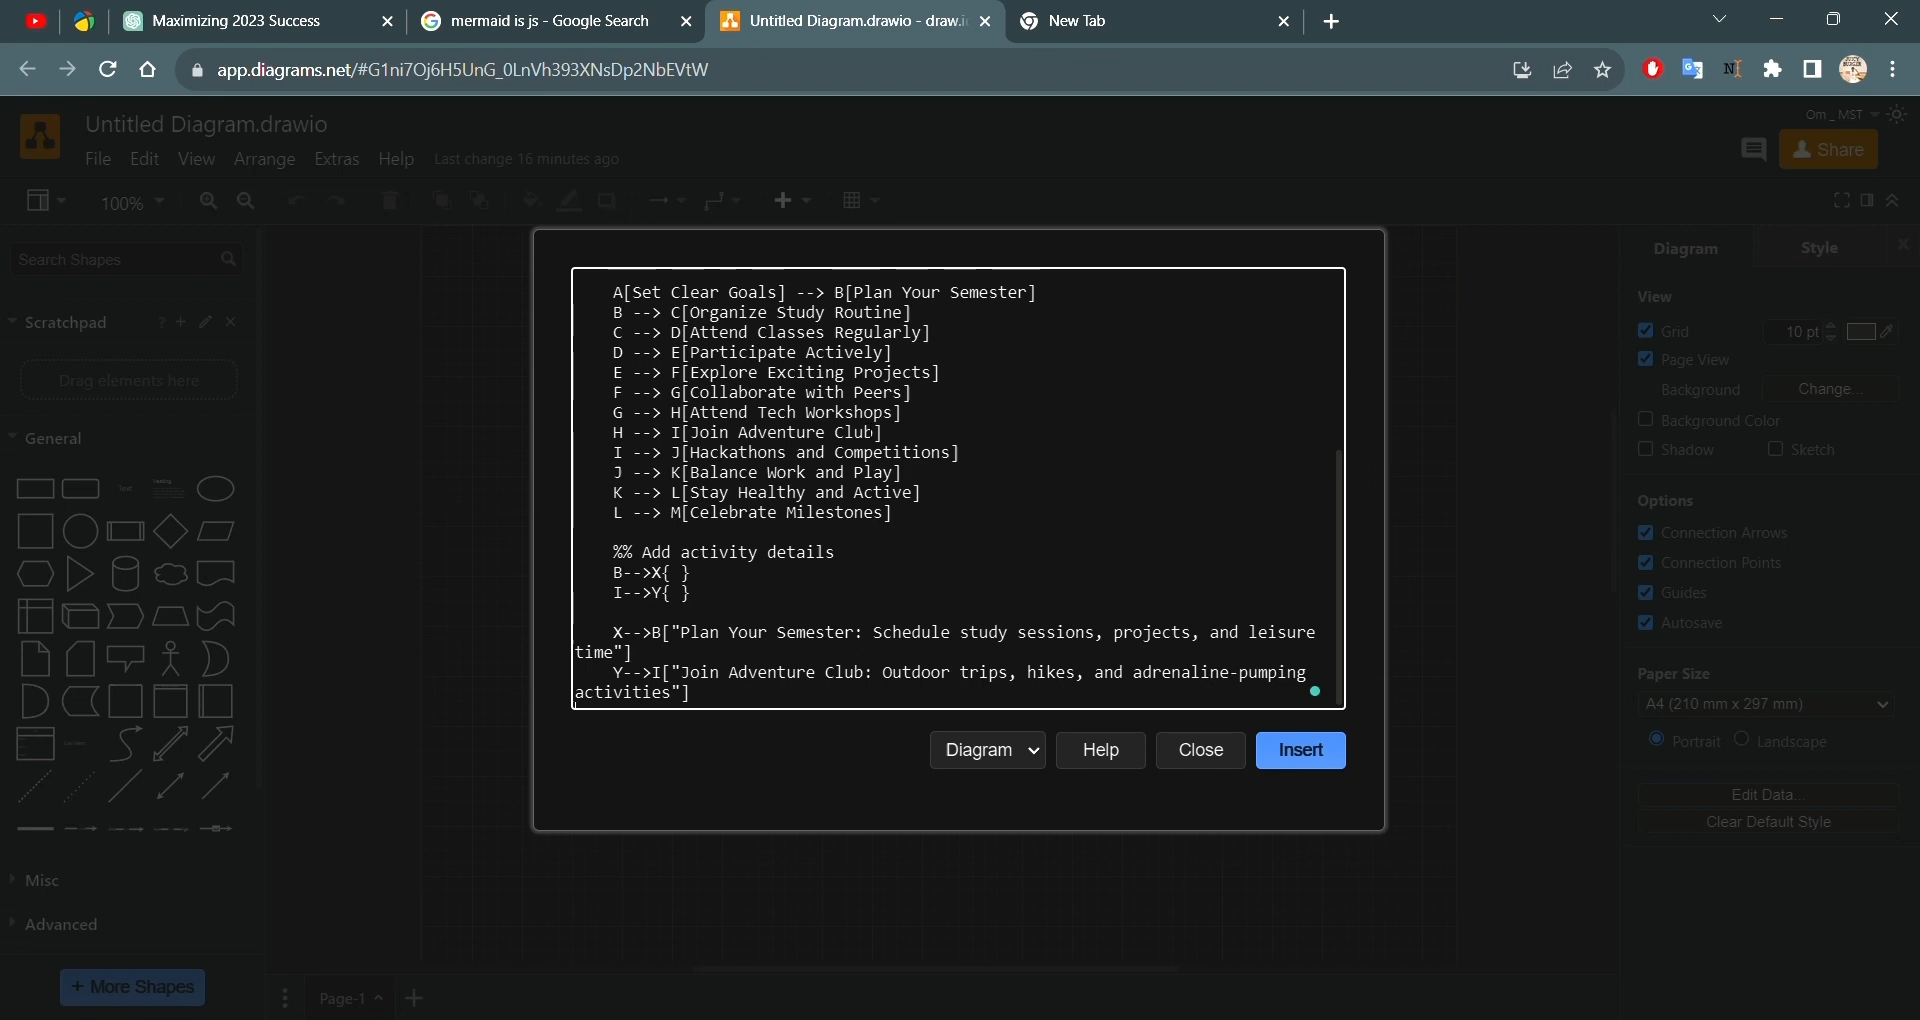 Maximizing 2023 Success
mermaid is js - Google Search
Untitled Diagram.drawio - draw.i
New Tab
app.diagrams.net/#G1ni7Oj6H5UnG_0LnVh393XNsDp2NbEVtW
Untitled Diagram.drawio
Om _ MST
File Edit View Arrange Extras Help Last change 16 minutes ago
Share
100%
Search Shapes
Scratchpad
Drag elements here
General
Misc
Advanced
+ More Shapes
A[Set Clear Goals] --> B[Plan Your Semester]
B --> C[Organize Study Routine]
C --> D[Attend Classes Regularly]
D --> E[Participate Actively]
E --> F[Explore Exciting Projects]
F --> G[Collaborate with Peers]
G --> H[Attend Tech Workshops]
H --> I[Join Adventure Club]
I --> J[Hackathons and Competitions]
J --> K[Balance Work and Play]
K --> L[Stay Healthy and Active]
L --> M[Celebrate Milestones]
%% Add activity details
B-->X{ }
I-->Y{ }
X-->B["Plan Your Semester: Schedule study sessions, projects, and leisure
time"]
Y-->I["Join Adventure Club: Outdoor trips, hikes, and adrenaline-pumping
activities"]
Diagram Help Close Insert
Diagram Style
View
Grid 10 pt
Page View
Background Change...
Background Color
Shadow Sketch
Options
Connection Arrows
Connection Points
Guides
Autosave
Paper Size
A4 (210 mm x 297 mm)
Portrait Landscape
Edit Data...
Clear Default Style
Page-1